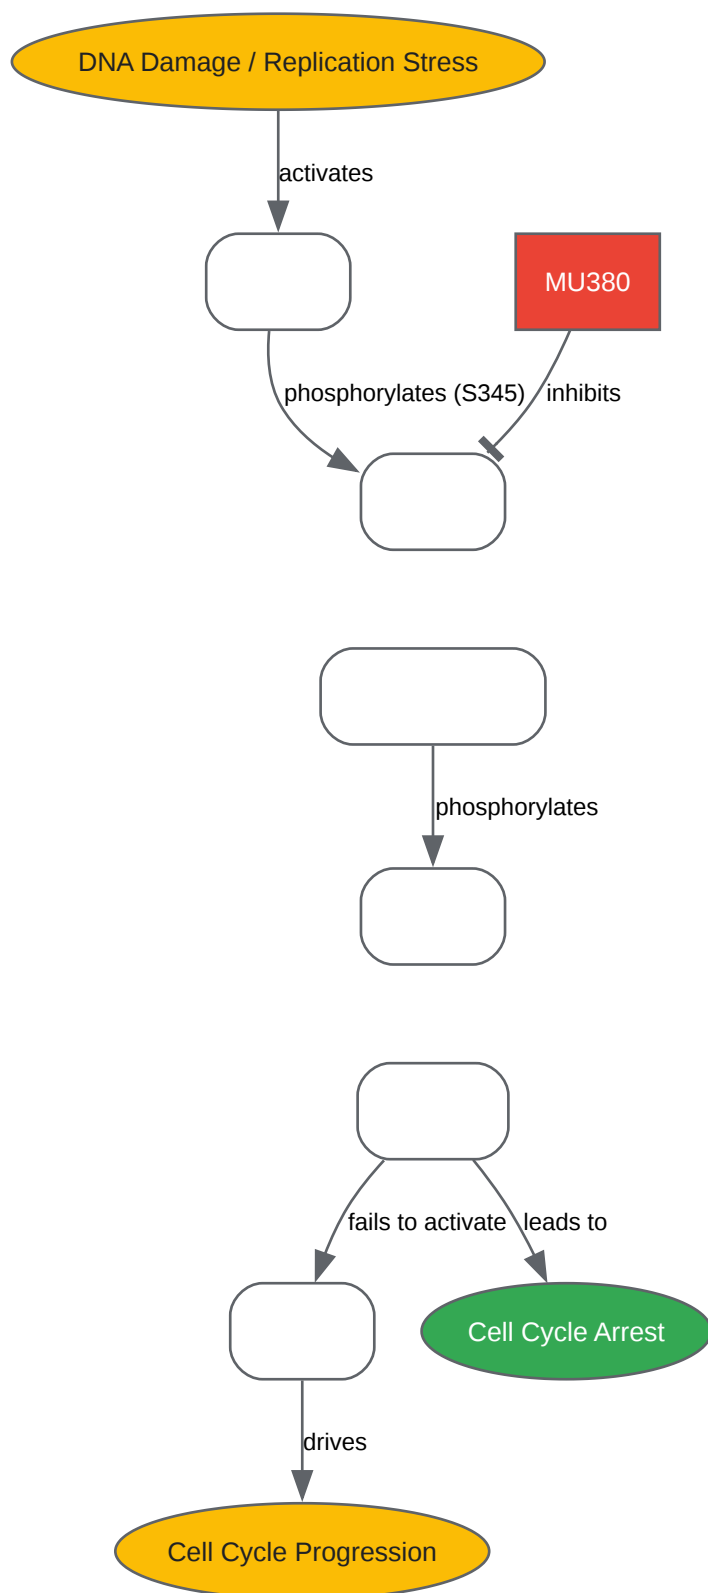 DNA Damage / Replication Stress
activates
MU380
phosphorylates (S345)
inhibits
phosphorylates
fails to activate
leads to
Cell Cycle Arrest
drives
Cell Cycle Progression